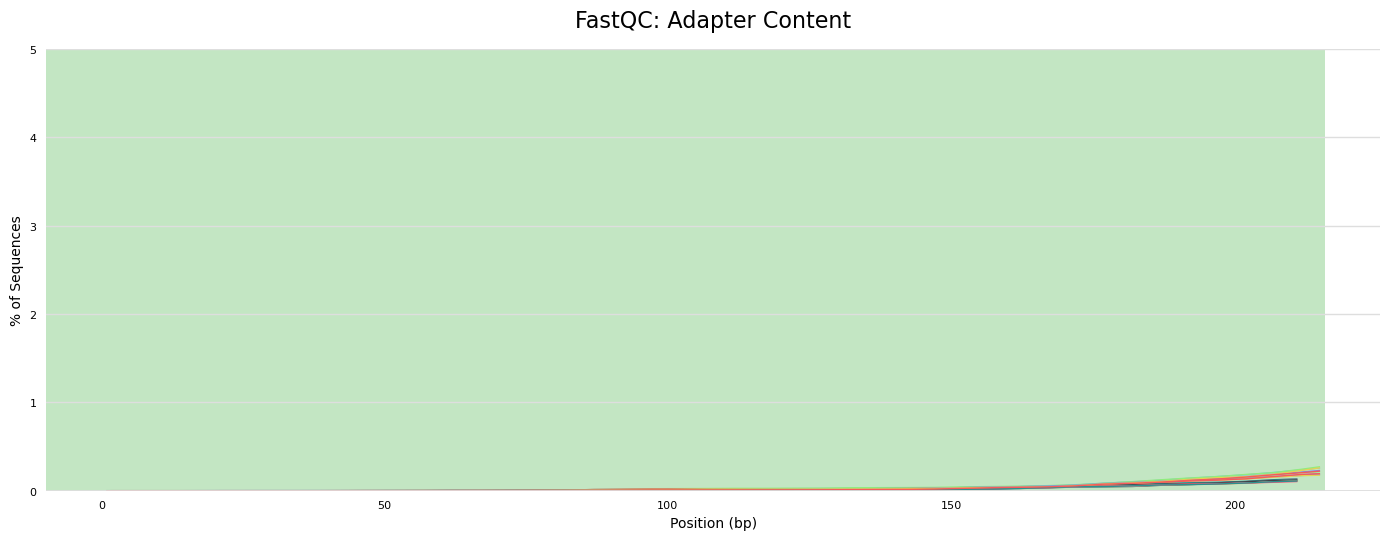 FastQC: Adapter Content
% of Sequences
5
4
3
2
1
0
0 50 100 150 200
Position (bp)